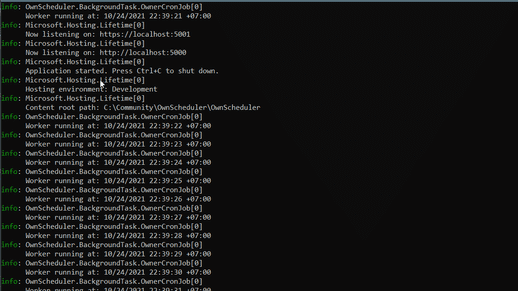 info: OwnScheduler.BackgroundTask.OwnerCronJob[0]
Worker running at: 10/24/2021 22:39:21 +07:00
info: Microsoft.Hosting.Lifetime[0]
Now listening on: https://localhost:5001
info: Microsoft.Hosting.Lifetime[0]
Now listening on: http://localhost:5000
info: Microsoft.Hosting.Lifetime[0]
Application started. Press Ctrl+C to shut down.
info: Microsoft.Hosting.Lifetime[0]
Hosting environment: Development
info: Microsoft.Hosting.Lifetime[0]
Content root path: C:\Community\OwnScheduler\OwnScheduler
info: OwnScheduler.BackgroundTask.OwnerCronJob[0]
Worker running at: 10/24/2021 22:39:22 +07:00
info: OwnScheduler.BackgroundTask.OwnerCronJob[0]
Worker running at: 10/24/2021 22:39:23 +07:00
info: OwnScheduler.BackgroundTask.OwnerCronJob[0]
Worker running at: 10/24/2021 22:39:24 +07:00
info: OwnScheduler.BackgroundTask.OwnerCronJob[0]
Worker running at: 10/24/2021 22:39:25 +07:00
info: OwnScheduler.BackgroundTask.OwnerCronJob[0]
Worker running at: 10/24/2021 22:39:26 +07:00
info: OwnScheduler.BackgroundTask.OwnerCronJob[0]
Worker running at: 10/24/2021 22:39:27 +07:00
info: OwnScheduler.BackgroundTask.OwnerCronJob[0]
Worker running at: 10/24/2021 22:39:28 +07:00
info: OwnScheduler.BackgroundTask.OwnerCronJob[0]
Worker running at: 10/24/2021 22:39:29 +07:00
info: OwnScheduler.BackgroundTask.OwnerCronJob[0]
Worker running at: 10/24/2021 22:39:30 +07:00
info: OwnScheduler.BackgroundTask.OwnerCronJob[0]
Worker running at: 10/24/2021 22:39:31 +07:00